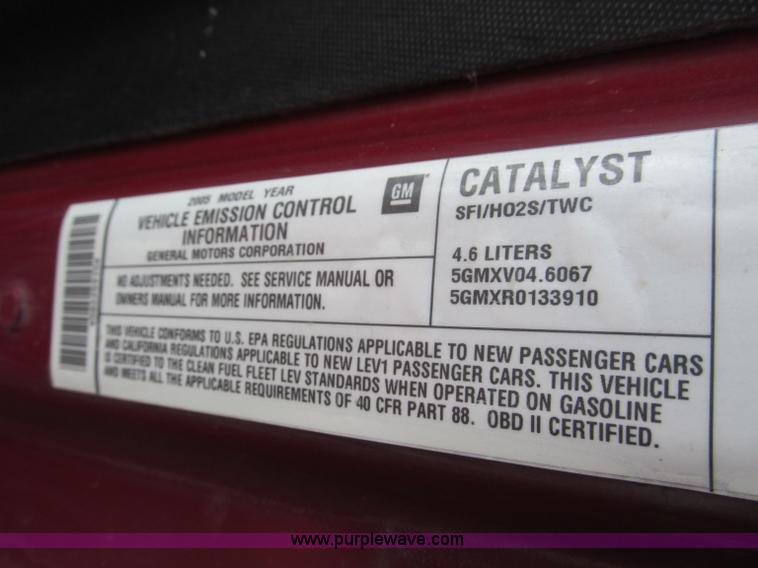 2005 MODEL YEAR
VEHICLE EMISSION CONTROL
INFORMATION
GENERAL MOTORS CORPORATION
GM
NO ADJUSTMENTS NEEDED. SEE SERVICE MANUAL OR
OWNERS MANUAL FOR MORE INFORMATION.
CATALYST
SFI/HO2S/TWC
4.6 LITERS
5GMXV04.6067
5GMXR0133910
THIS VEHICLE CONFORMS TO U.S. EPA REGULATIONS APPLICABLE TO NEW PASSENGER CARS
AND CALIFORNIA REGULATIONS APPLICABLE TO NEW LEV1 PASSENGER CARS. THIS VEHICLE
IS CERTIFIED TO THE CLEAN FUEL FLEET LEV STANDARDS WHEN OPERATED ON GASOLINE
AND MEETS ALL THE APPLICABLE REQUIREMENTS OF 40 CFR PART 88. OBD II CERTIFIED.
www.purplewave.com